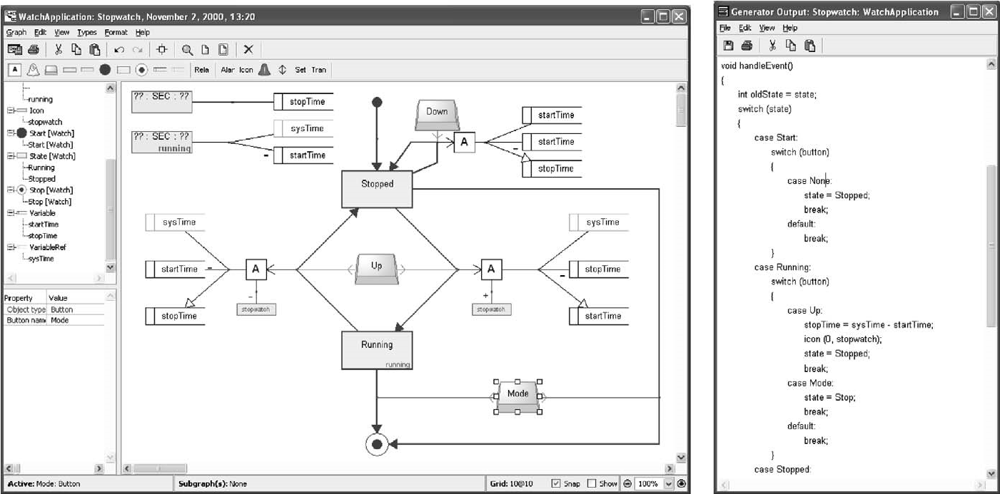 WatchApplication: Stopwatch, November 2, 2000, 13:20
Graph Edit View Types Format Help
A Rela Alar Icon Set Tran
running
Icon
stopwatch
Start [Watch]
Start [Watch]
State [Watch]
Running
Stopped
Stop [Watch]
Stop [Watch]
Variable
startTime
stopTime
VariableRef
sysTime
Property Value
Object type Button
Button nam Mode
?? : SEC : ??
stopTime
?? : SEC : ??
running
sysTime
startTime
Down
A
startTime
startTime
stopTime
Stopped
sysTime
startTime
stopTime
A
stopwatch
Up
A
+
stopwatch
sysTime
stopTime
startTime
Running
running
Mode
Active: Mode: Button
Subgraph(s): None
Grid: 10@10
Snap
Show
100%
Generator Output: Stopwatch: WatchApplication
File Edit View Help
void handleEvent()
{
int oldState = state;
switch (state)
{
case Start:
switch (button)
{
case None:
state = Stopped;
break;
default:
break;
}
case Running:
switch (button)
{
case Up:
stopTime = sysTime - startTime;
icon (0, stopwatch);
state = Stopped;
break;
case Mode:
state = Stop;
break;
default:
break;
}
case Stopped: